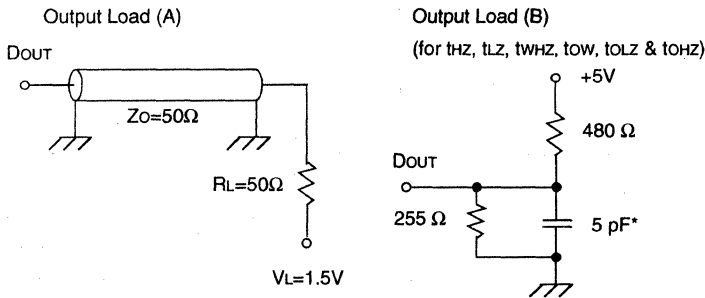 Output Load (A)
DOUT
ZO=50Ω
RL=50Ω
VL=1.5V
Output Load (B)
(for tHZ, tLZ, tWHZ, tOW, tOLZ & tOHZ)
+5V
480 Ω
DOUT
255 Ω
5 pF*